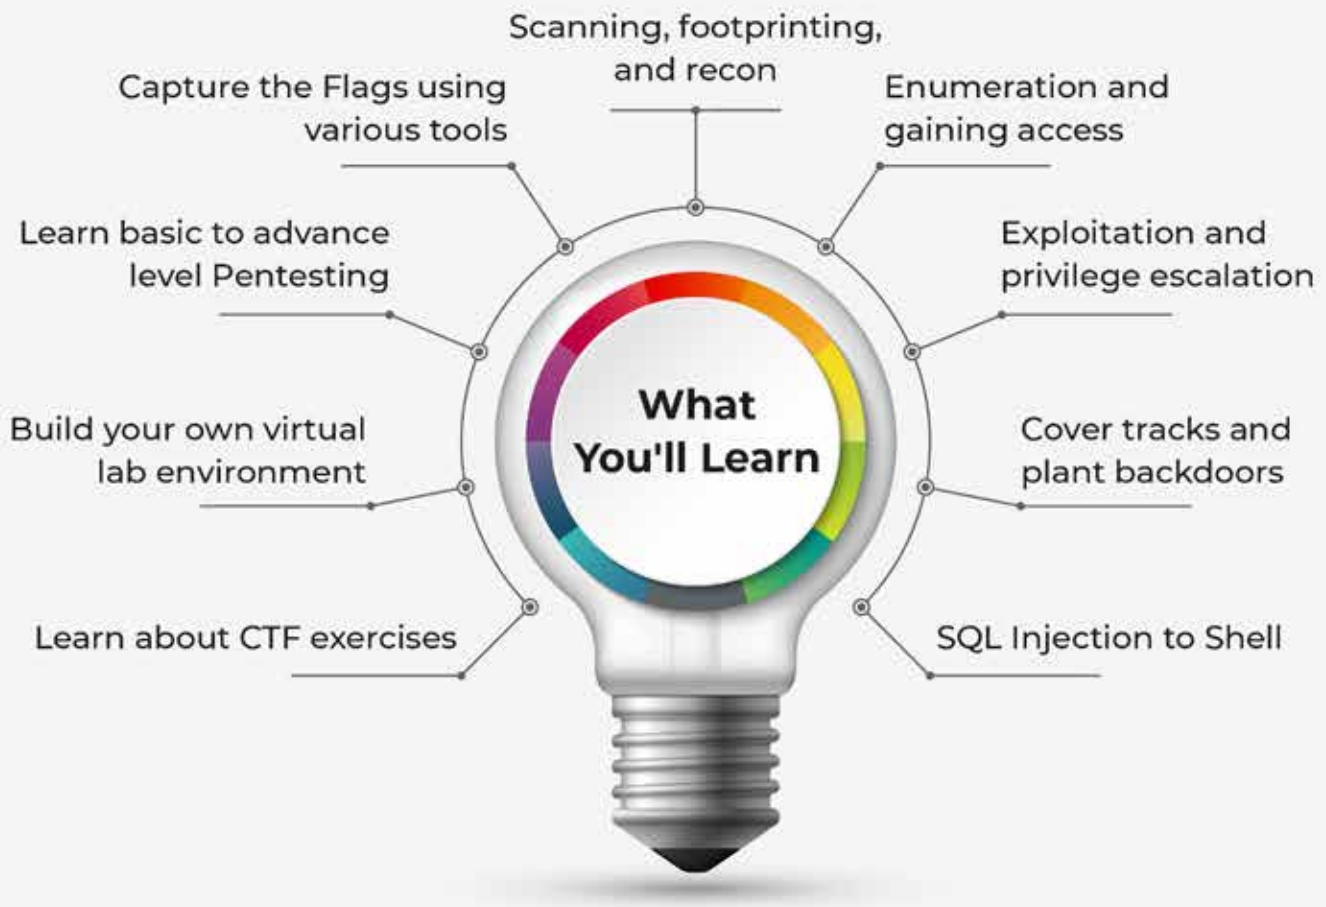 Scanning, footprinting,
and recon
Capture the Flags using
various tools
Enumeration and
gaining access
Learn basic to advance
level Pentesting
Exploitation and
privilege escalation
What
You'll Learn
Build your own virtual
lab environment
Cover tracks and
plant backdoors
Learn about CTF exercises
SQL Injection to Shell